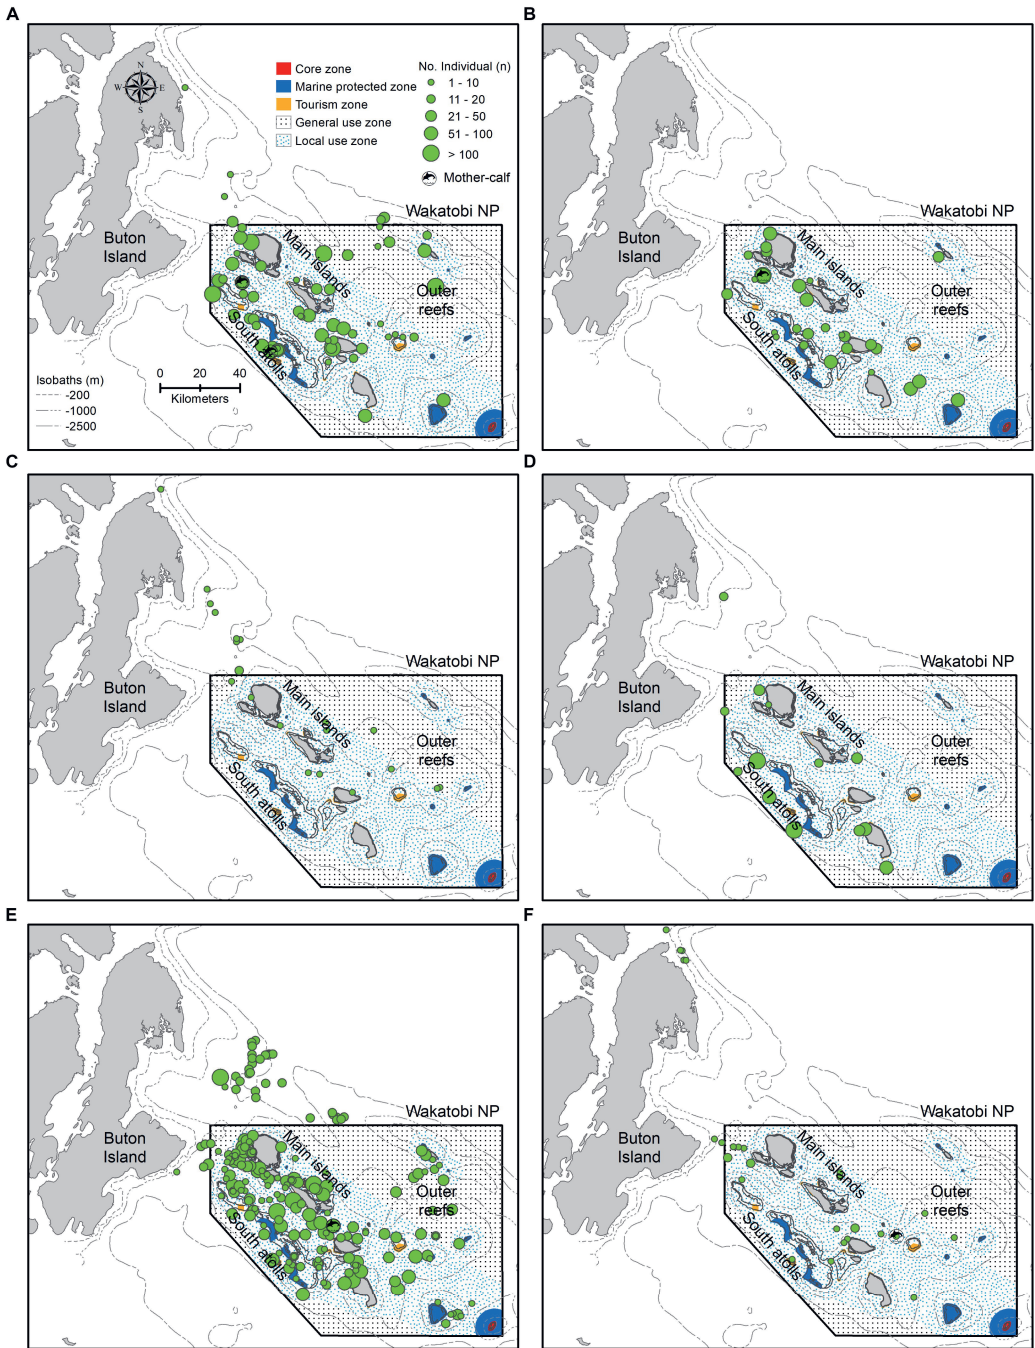 A
N
W
E
S
Core zone
Marine protected zone
Tourism zone
General use zone
Local use zone
No. Individual (n)
1 - 10
11 - 20
21 - 50
51 - 100
> 100
Mother-calf
Wakatobi NP
Buton
Island
Main islands
Outer
reefs
South atolls
Isobaths (m)
-200
-1000
-2500
0 20 40
Kilometers
B
Wakatobi NP
Buton
Island
Main islands
Outer
reefs
South atolls
C
Wakatobi NP
Buton
Island
Main islands
Outer
reefs
South atolls
D
Wakatobi NP
Buton
Island
Main islands
Outer
reefs
South atolls
E
Wakatobi NP
Buton
Island
Main islands
Outer
reefs
South atolls
F
Wakatobi NP
Buton
Island
Main islands
Outer
reefs
South atolls